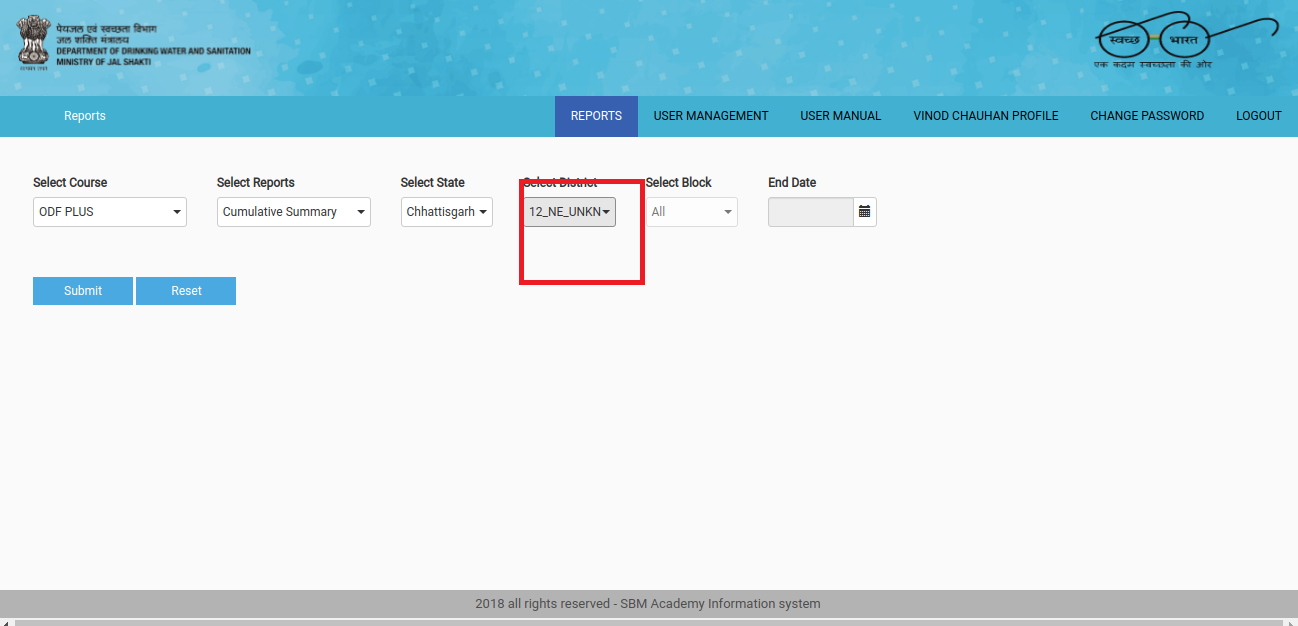 पेयजल एवं स्वच्छता विभाग
जल शक्ति मंत्रालय
DEPARTMENT OF DRINKING WATER AND SANITATION
MINISTRY OF JAL SHAKTI
स्वच्छ भारत
एक कदम स्वच्छता की ओर
Reports
REPORTS USER MANAGEMENT USER MANUAL VINOD CHAUHAN PROFILE CHANGE PASSWORD LOGOUT
Select Course Select Reports Select State Select District Select Block End Date
ODF PLUS Cumulative Summary Chhattisgarh 12_NE_UNKN All
Submit Reset
2018 all rights reserved - SBM Academy Information system